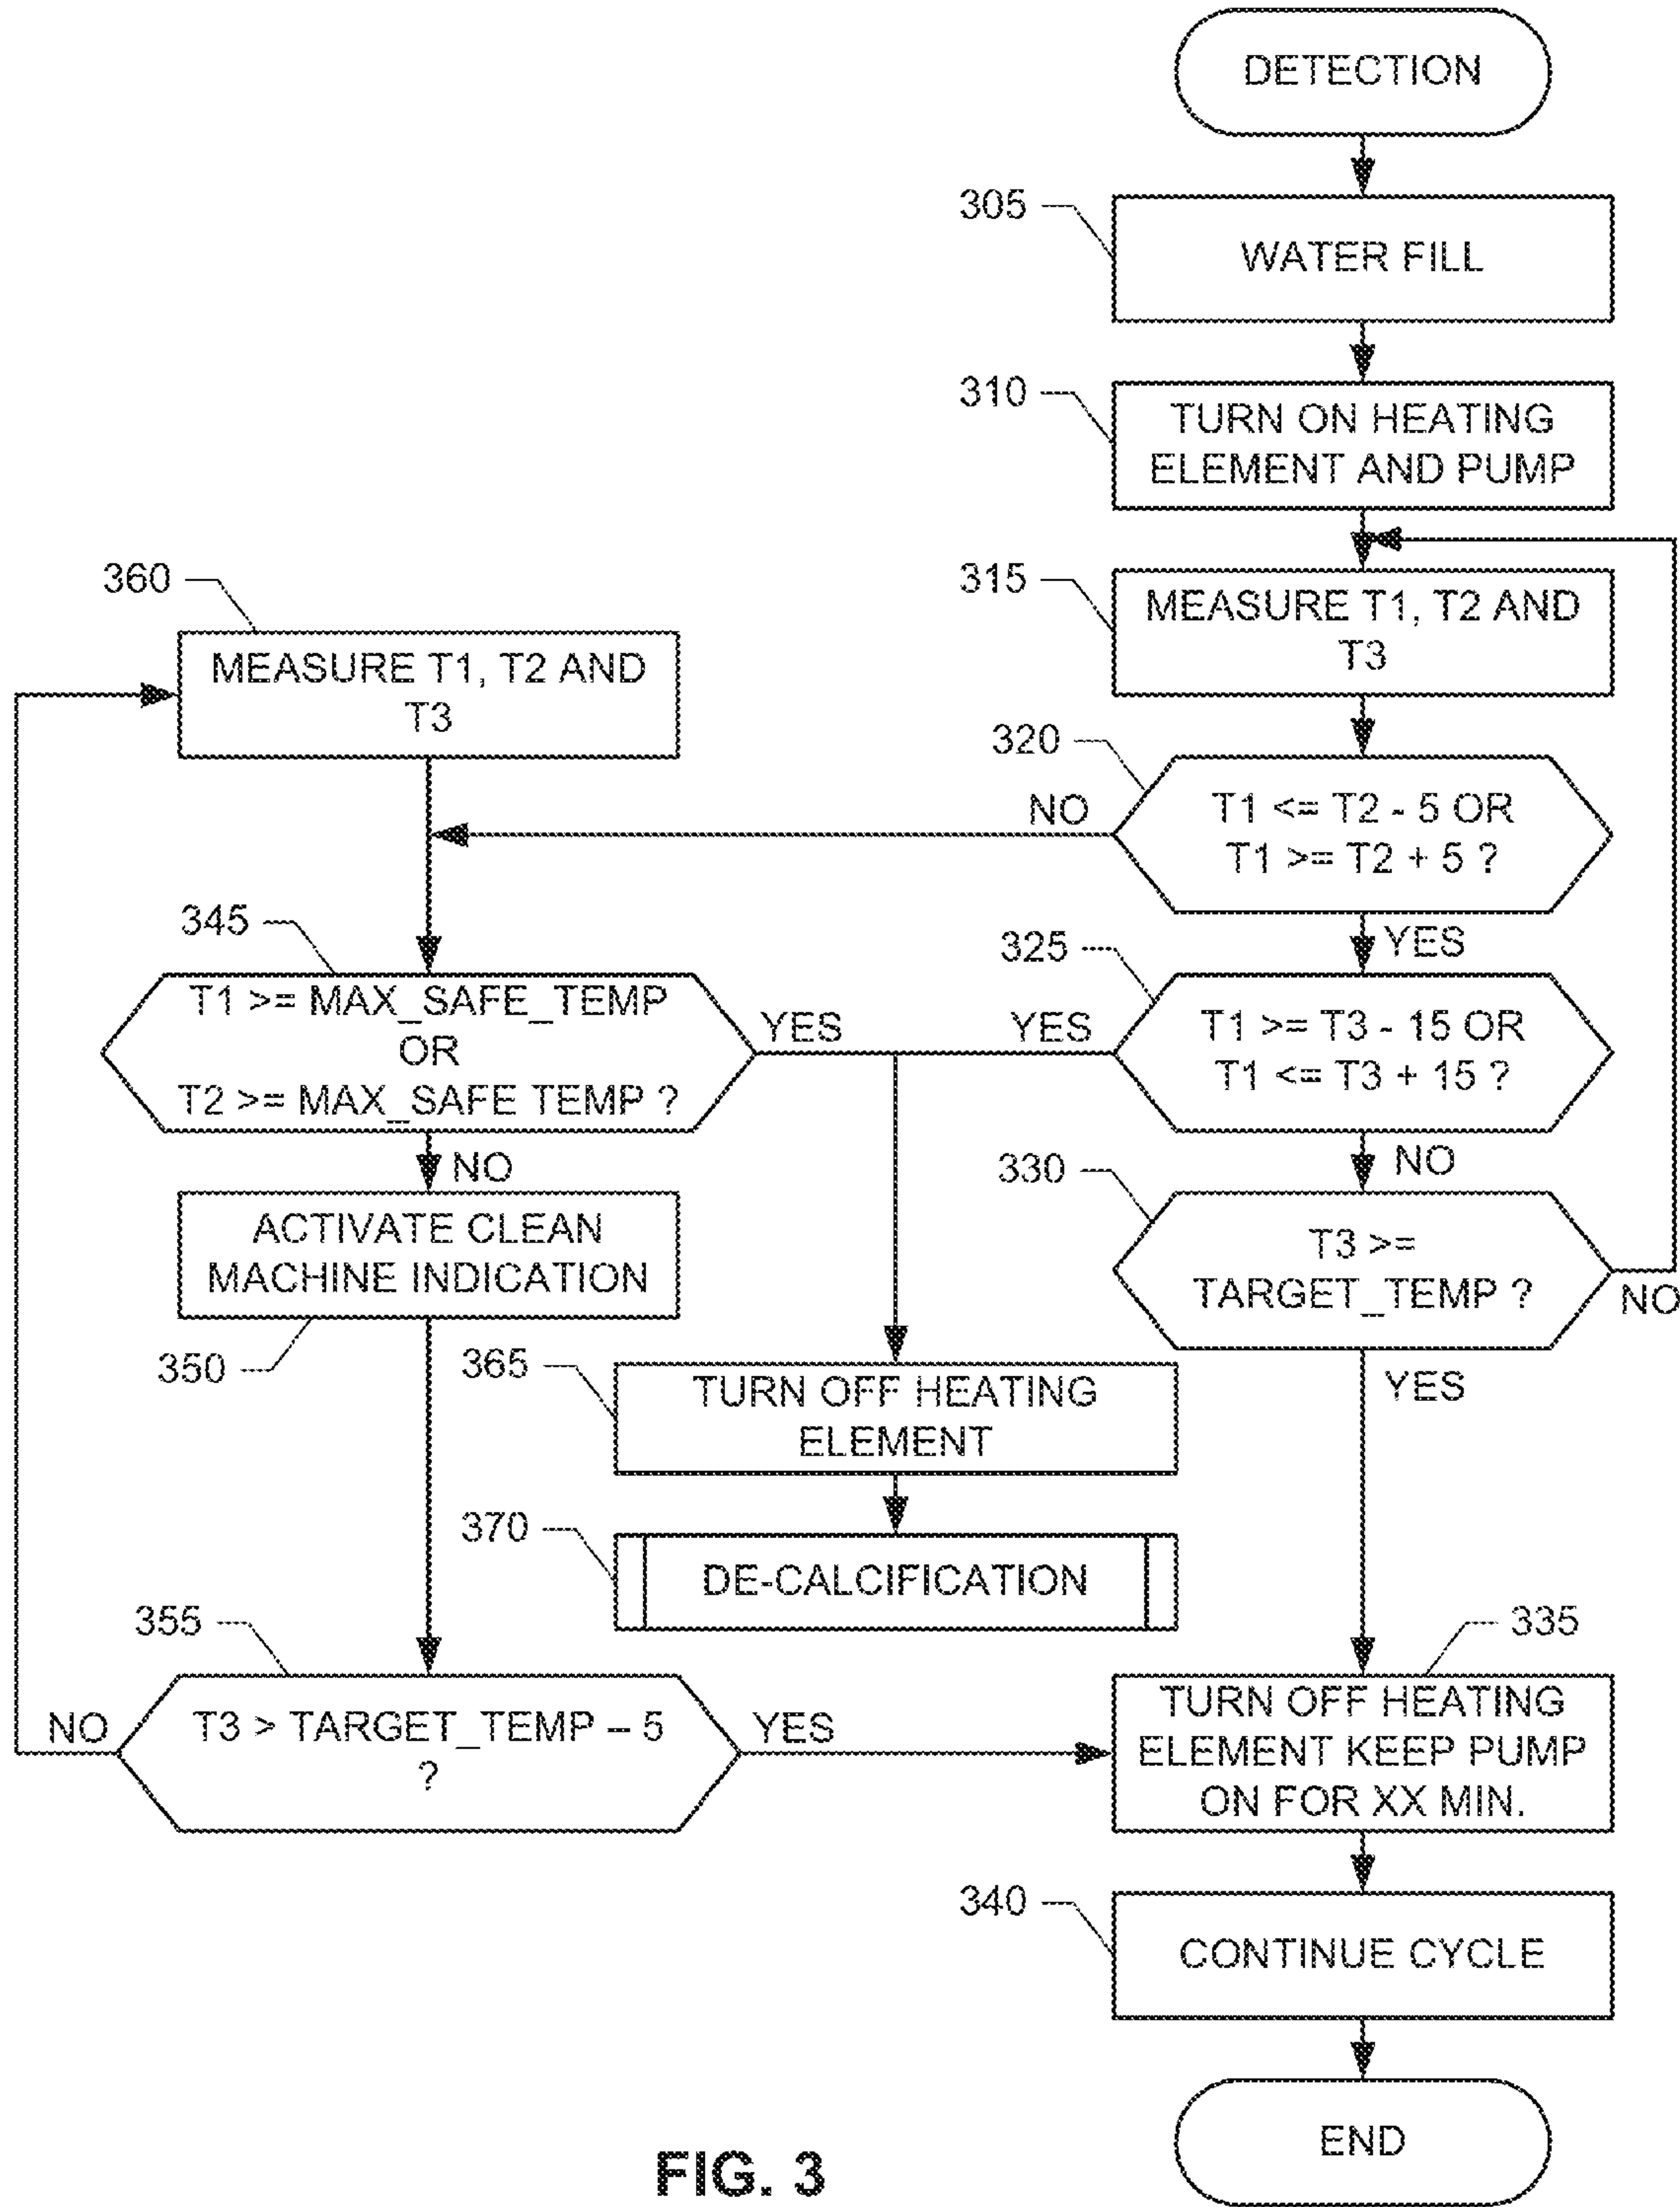 DETECTION
305
WATER FILL
310
TURN ON HEATING
ELEMENT AND PUMP
315
MEASURE T1, T2 AND
T3
360
MEASURE T1, T2 AND
T3
320
T1 <= T2 - 5 OR
T1 >= T2 + 5 ?
NO
YES
345
T1 >= MAX_SAFE_TEMP
OR
T2 >= MAX_SAFE TEMP ?
YES
NO
325
T1 >= T3 - 15 OR
T1 <= T3 + 15 ?
YES
NO
330
T3 >=
TARGET_TEMP ?
NO
YES
ACTIVATE CLEAN
MACHINE INDICATION
350
365
TURN OFF HEATING
ELEMENT
370
DE-CALCIFICATION
355
T3 > TARGET_TEMP – 5
?
NO
YES
335
TURN OFF HEATING
ELEMENT KEEP PUMP
ON FOR XX MIN.
340
CONTINUE CYCLE
END
FIG. 3